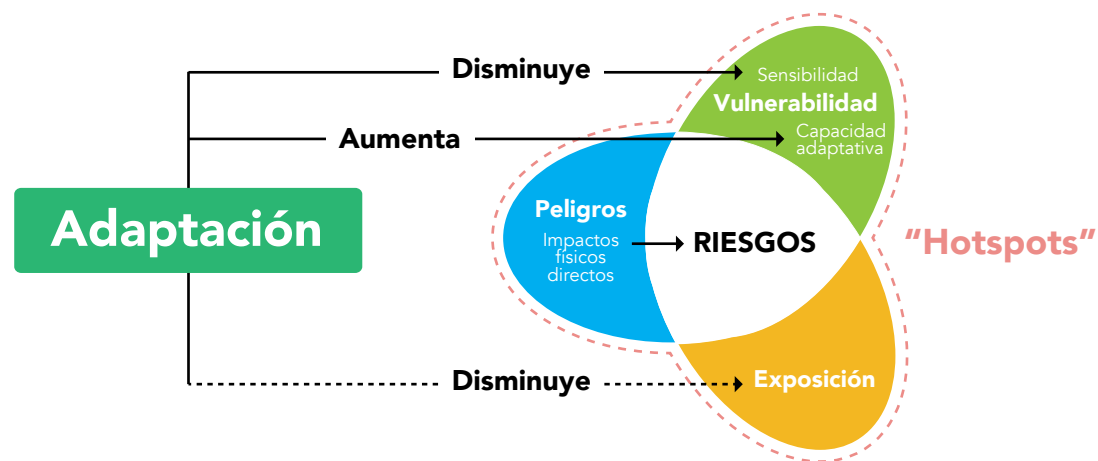 Disminuye
Sensibilidad
Vulnerabilidad
Aumenta
Capacidad
adaptativa
Adaptación
Peligros
Impactos
físicos
directos
RIESGOS
“Hotspots”
Disminuye
Exposición